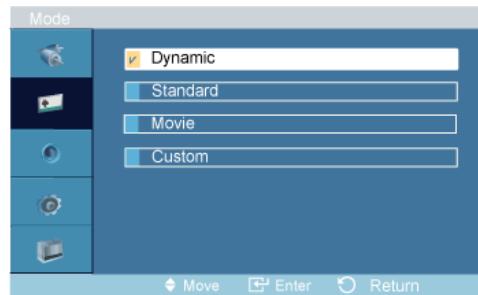 Mode
Dynamic
Standard
Movie
Custom
Move Enter Return